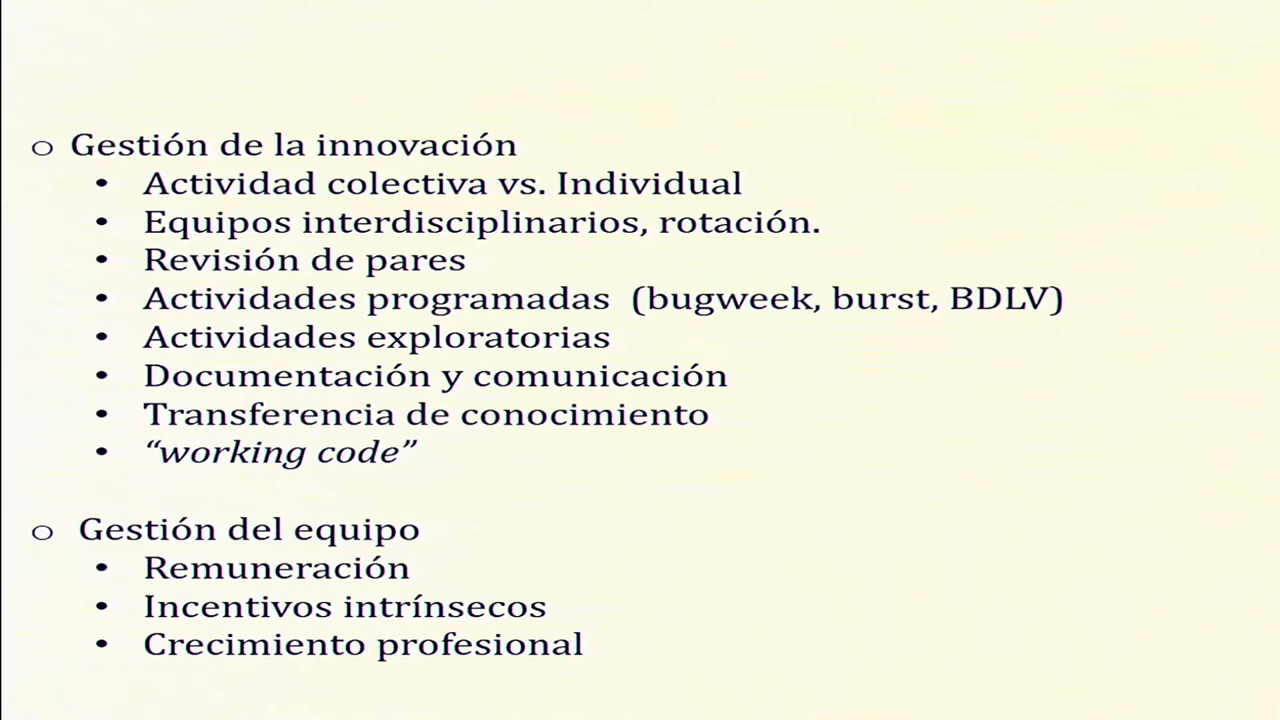 o Gestión de la innovación
• Actividad colectiva vs. Individual
• Equipos interdisciplinarios, rotación.
• Revisión de pares
• Actividades programadas (bugweek, burst, BDLV)
• Actividades exploratorias
• Documentación y comunicación
• Transferencia de conocimiento
• “working code”
o Gestión del equipo
• Remuneración
• Incentivos intrínsecos
• Crecimiento profesional